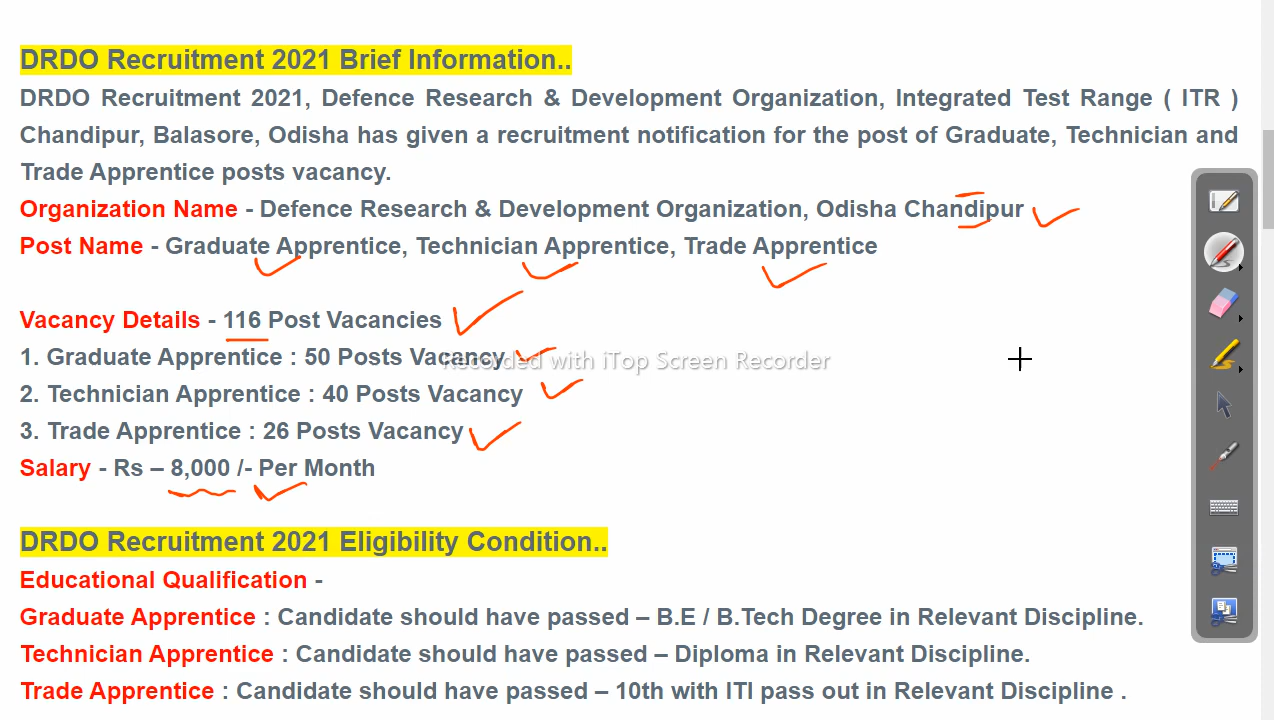 DRDO Recruitment 2021 Brief Information..
DRDO Recruitment 2021, Defence Research & Development Organization, Integrated Test Range ( ITR )
Chandipur, Balasore, Odisha has given a recruitment notification for the post of Graduate, Technician and
Trade Apprentice posts vacancy.
Organization Name - Defence Research & Development Organization, Odisha Chandipur
Post Name - Graduate Apprentice, Technician Apprentice, Trade Apprentice
Vacancy Details - 116 Post Vacancies
1. Graduate Apprentice : 50 Posts Vacancy
Recorded with iTop Screen Recorder
2. Technician Apprentice : 40 Posts Vacancy
3. Trade Apprentice : 26 Posts Vacancy
Salary - Rs – 8,000 /- Per Month
DRDO Recruitment 2021 Eligibility Condition..
Educational Qualification -
Graduate Apprentice : Candidate should have passed – B.E / B.Tech Degree in Relevant Discipline.
Technician Apprentice : Candidate should have passed – Diploma in Relevant Discipline.
Trade Apprentice : Candidate should have passed – 10th with ITI pass out in Relevant Discipline .